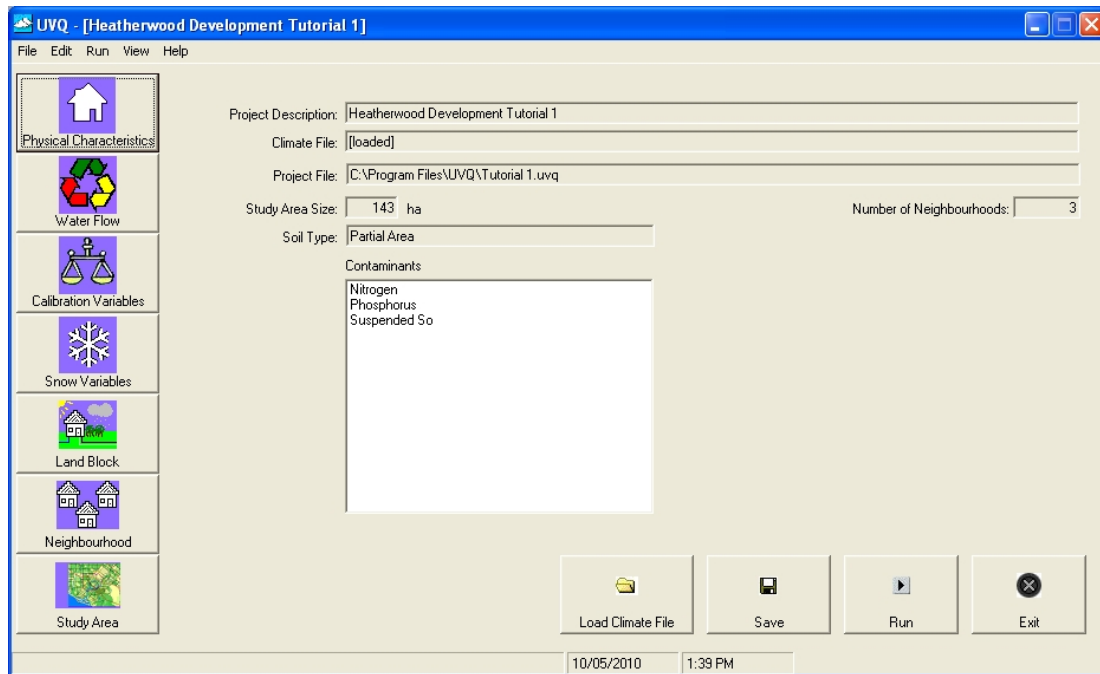 UVQ - [Heatherwood Development Tutorial 1]
File Edit Run View Help
Physical Characteristics
Water Flow
Calibration Variables
Snow Variables
Land Block
Neighbourhood
Study Area
Project Description: Heatherwood Development Tutorial 1
Climate File: [loaded]
Project File: C:\Program Files\UVQ\Tutorial 1.uvq
Study Area Size: 143 ha Number of Neighbourhoods: 3
Soil Type: Partial Area
Contaminants
Nitrogen
Phosphorus
Suspended So
Load Climate File Save Run Exit
10/05/2010 1:39 PM